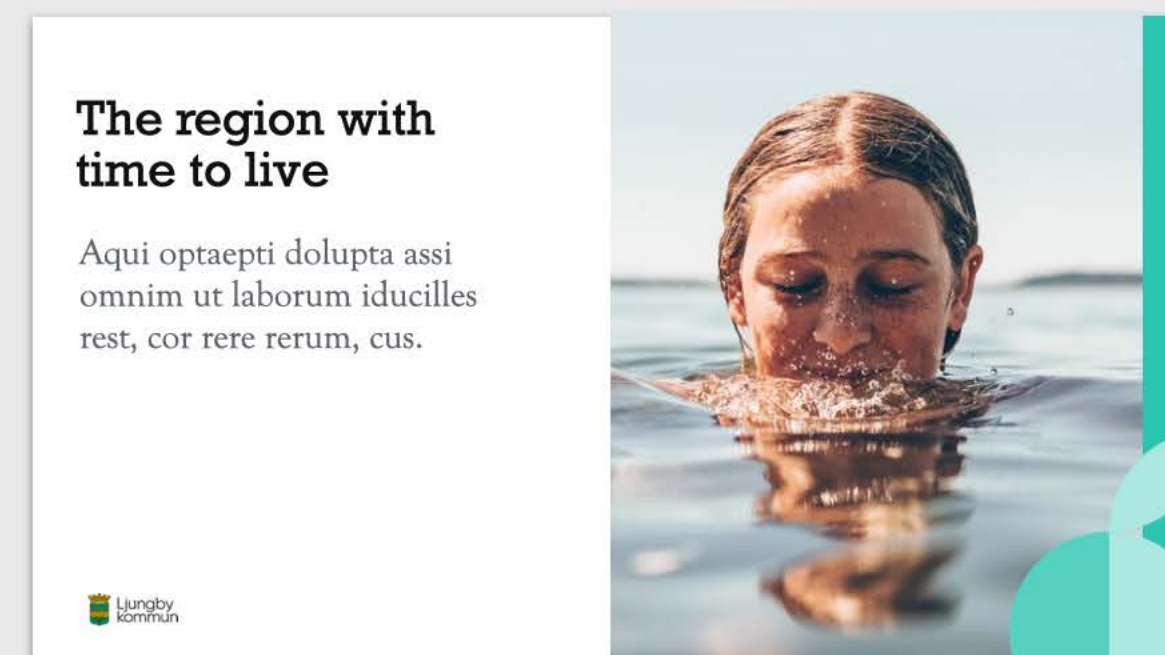 The region with
time to live
Aqui optaepti dolupta assi
omnim ut laborum iducilles
rest, cor rere rerum, cus.
Ljungby
kommun